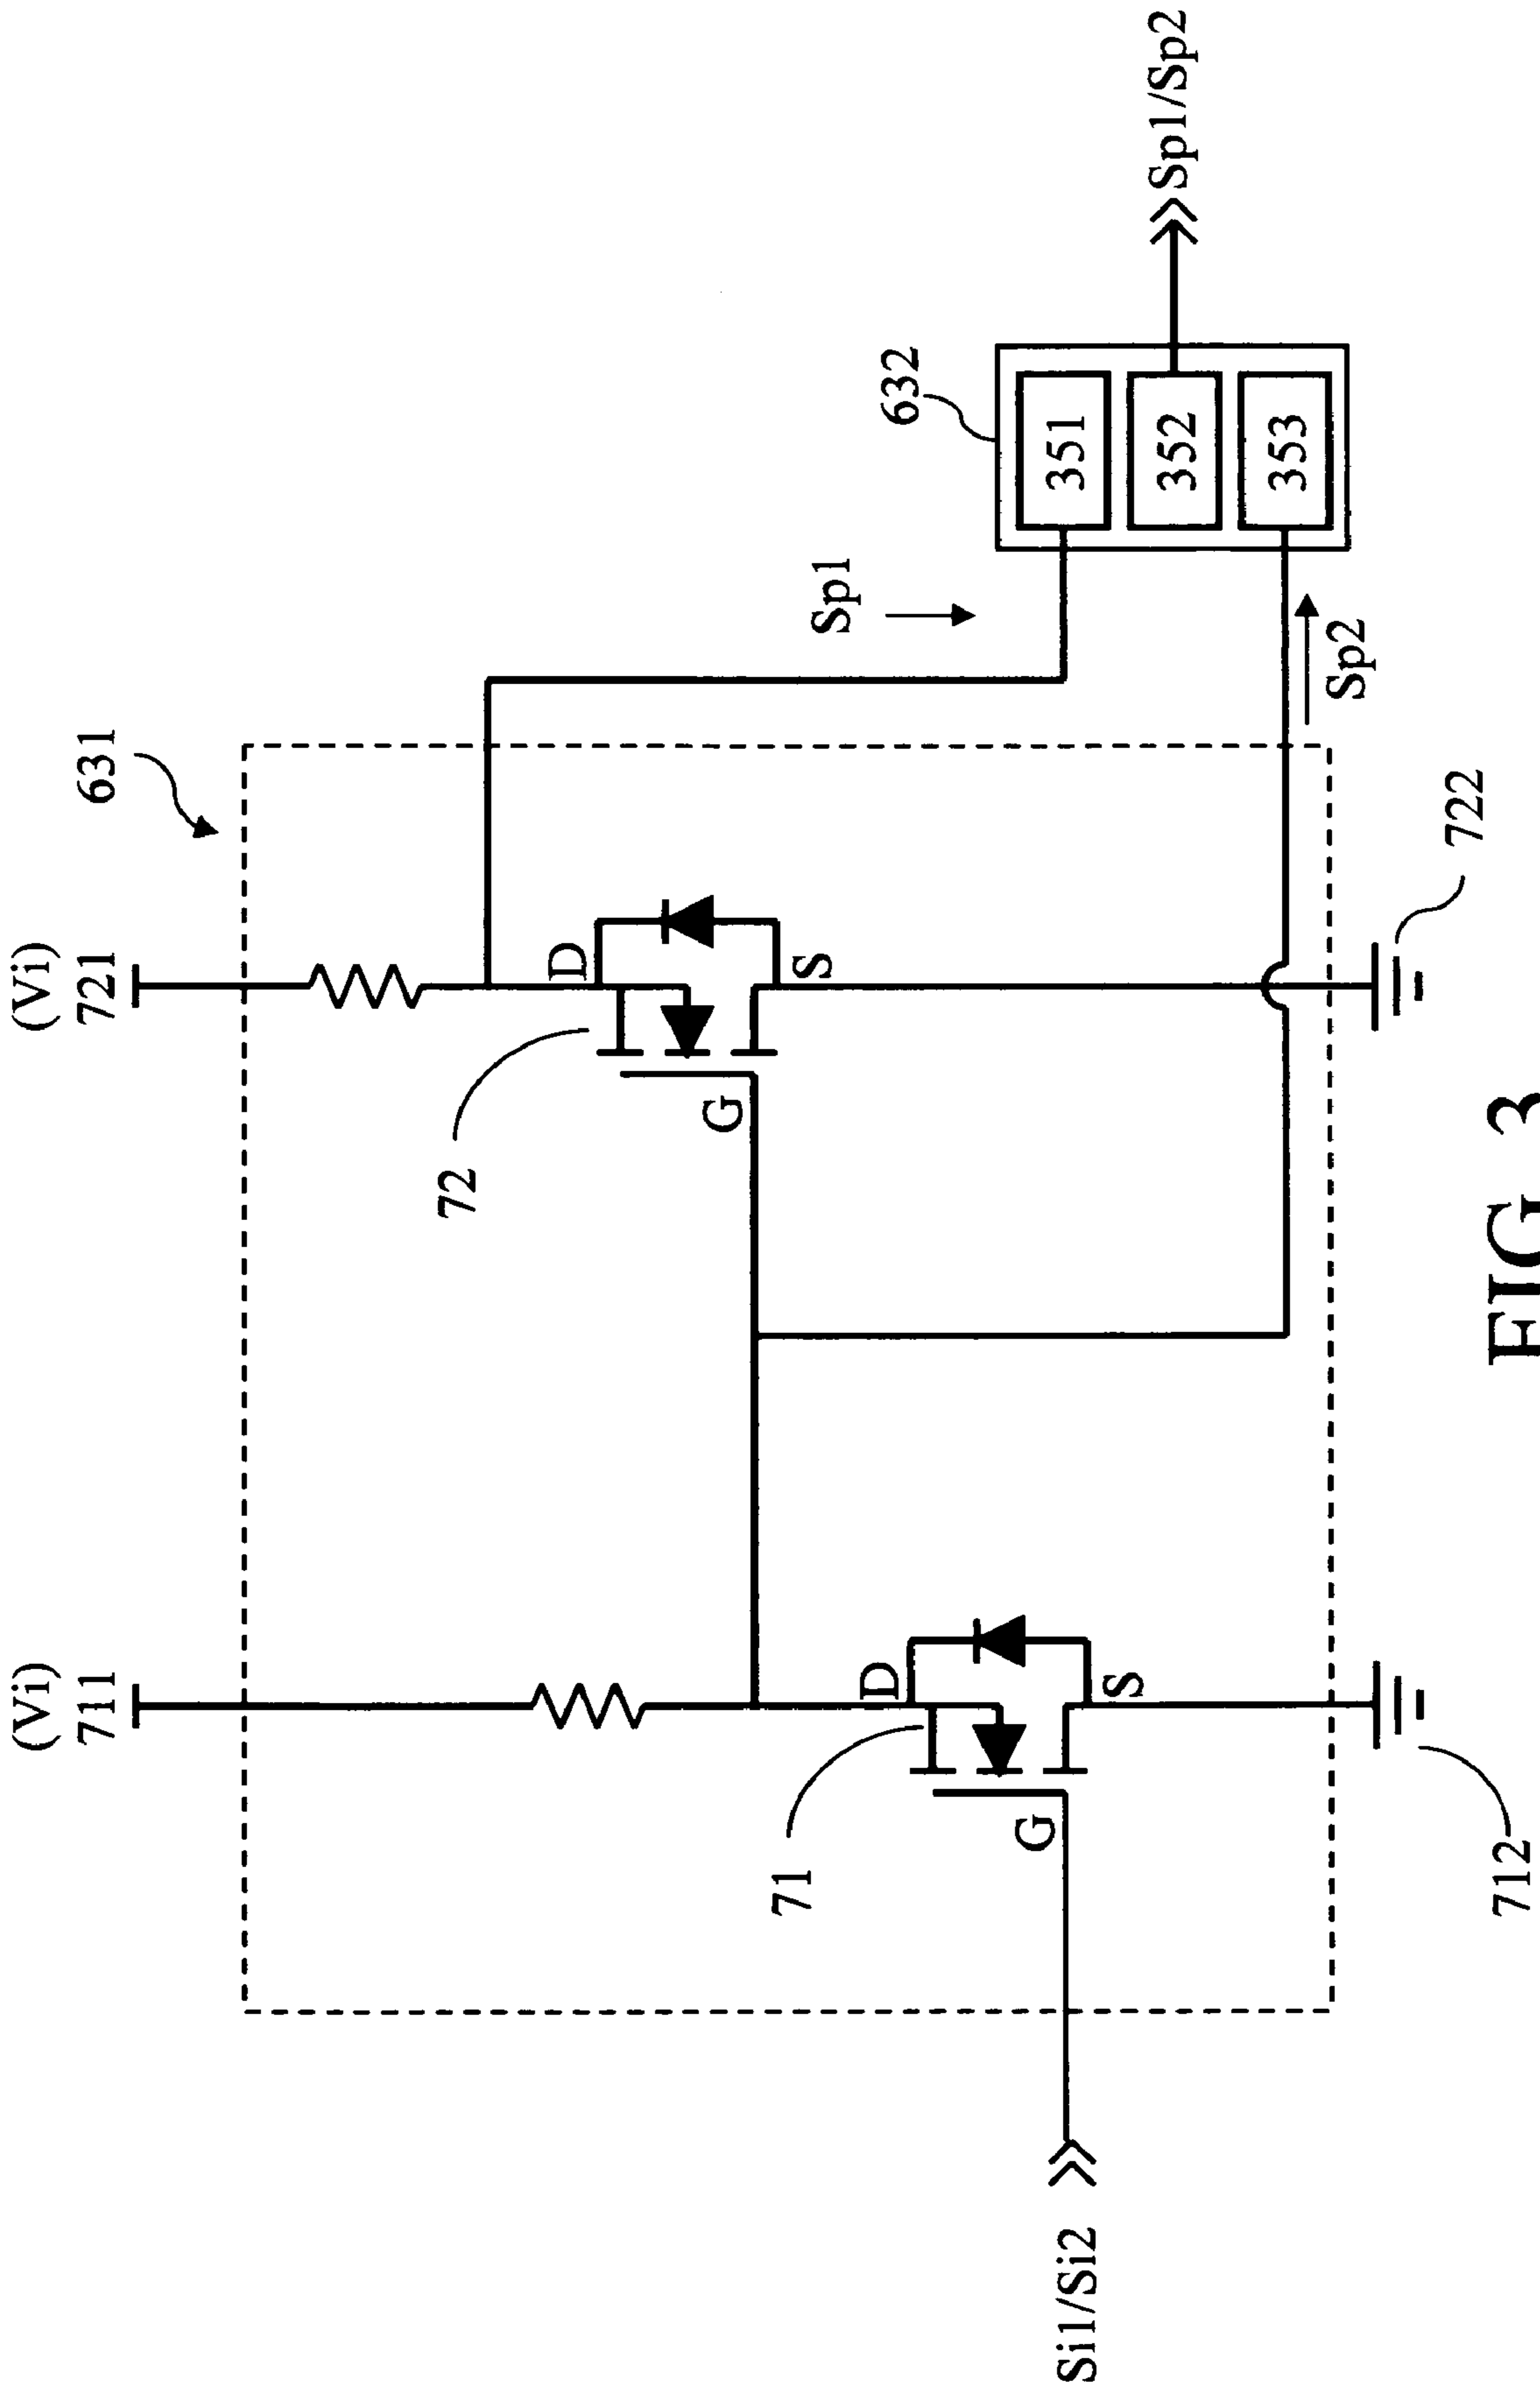 (Vi)
711
(Vi)
721
631
72
D
G
S
71
D
G
S
Sp1
632
351
352
353
Si1/Si2
Sp1/Sp2
Sp2
712
722
FIG 3